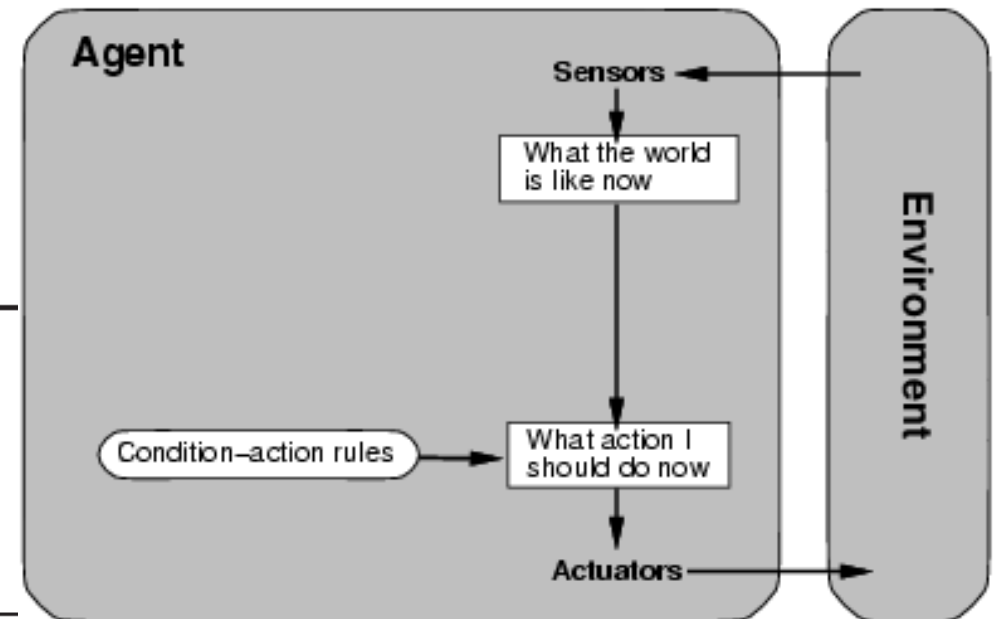 Agent
Sensors
What the world
is like now
Environment
Condition–action rules
What action I
should do now
Actuators